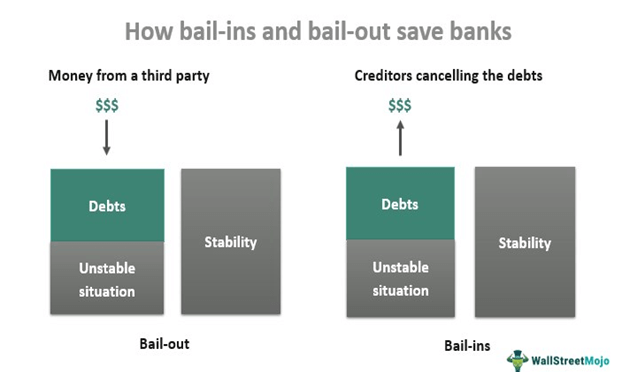 How bail-ins and bail-out save banks
Money from a third party
Creditors cancelling the debts
$$$
$$$
Debts
Unstable
situation
Stability
Debts
Unstable
situation
Stability
Bail-out
Bail-ins
WallStreetMojo